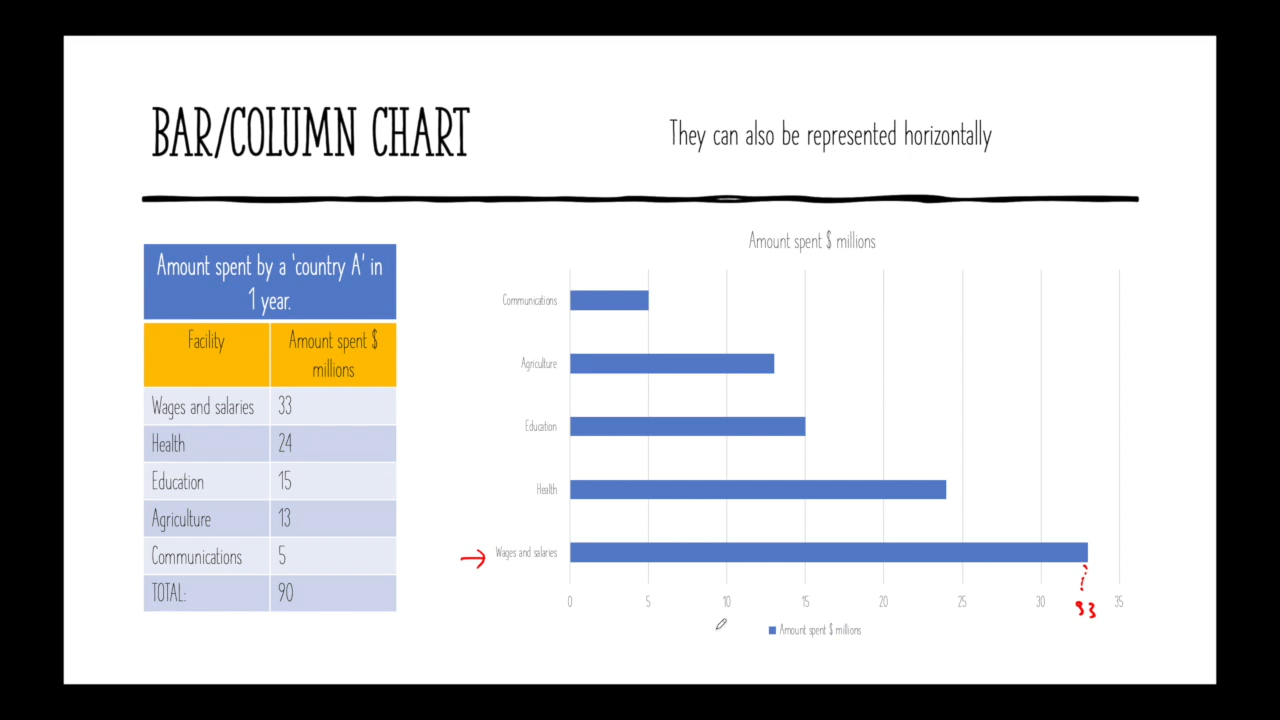 BAR/COLUMN CHART
They can also be represented horizontally
Amount spent by a 'country A' in
1 year.
Facility
Amount spent $
millions
Wages and salaries 33
Health 24
Education 15
Agriculture 13
Communications 5
TOTAL: 90
Amount spent $ millions
Communications
Agriculture
Education
Health
Wages and salaries
0 5 10 15 20 25 30 35
33
Amount spent $ millions